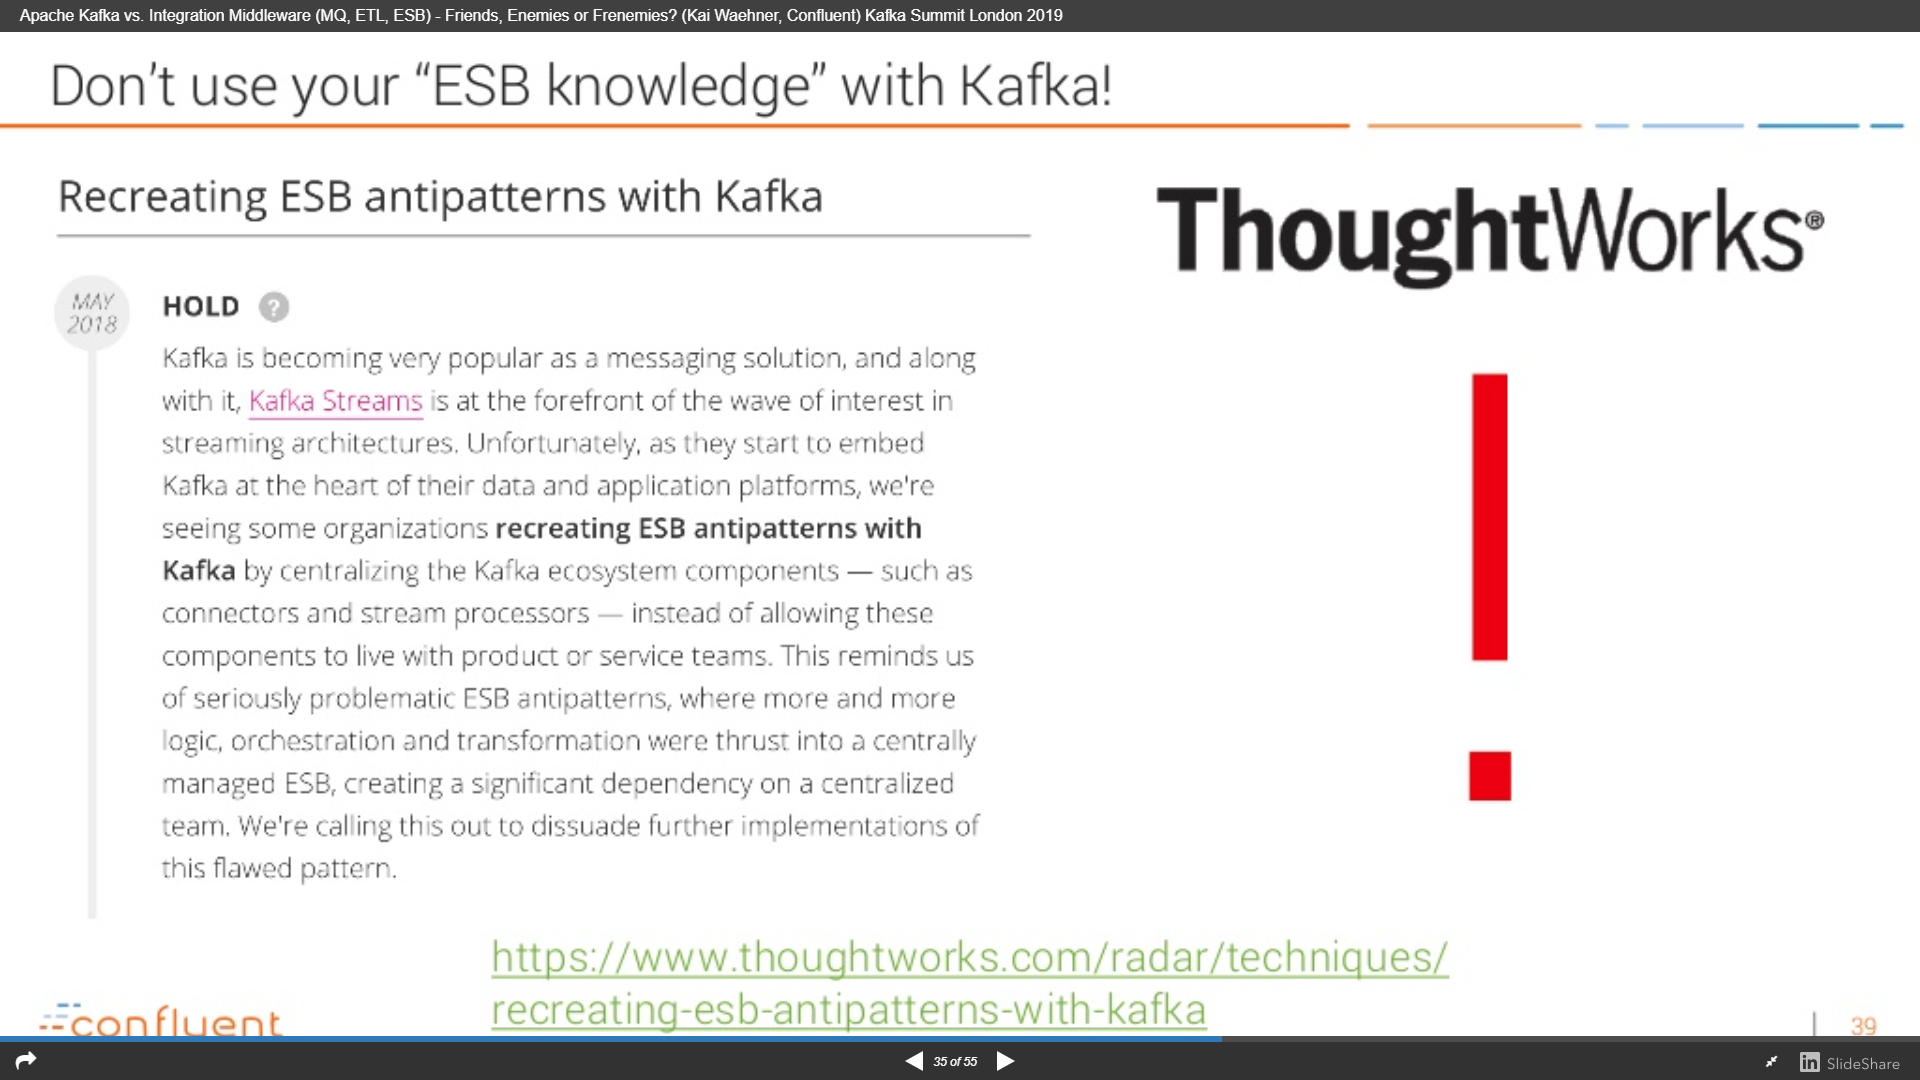 Apache Kafka vs. Integration Middleware (MQ, ETL, ESB) - Friends, Enemies or Frenemies? (Kai Waehner, Confluent) Kafka Summit London 2019
Don’t use your “ESB knowledge” with Kafka!
Recreating ESB antipatterns with Kafka
ThoughtWorks®
MAY
2018
HOLD ?
Kafka is becoming very popular as a messaging solution, and along
with it, Kafka Streams is at the forefront of the wave of interest in
streaming architectures. Unfortunately, as they start to embed
Kafka at the heart of their data and application platforms, we're
seeing some organizations recreating ESB antipatterns with
Kafka by centralizing the Kafka ecosystem components — such as
connectors and stream processors — instead of allowing these
components to live with product or service teams. This reminds us
of seriously problematic ESB antipatterns, where more and more
logic, orchestration and transformation were thrust into a centrally
managed ESB, creating a significant dependency on a centralized
team. We're calling this out to dissuade further implementations of
this flawed pattern.
!
https://www.thoughtworks.com/radar/techniques/
recreating-esb-antipatterns-with-kafka
confluent
39
35 of 55
in SlideShare